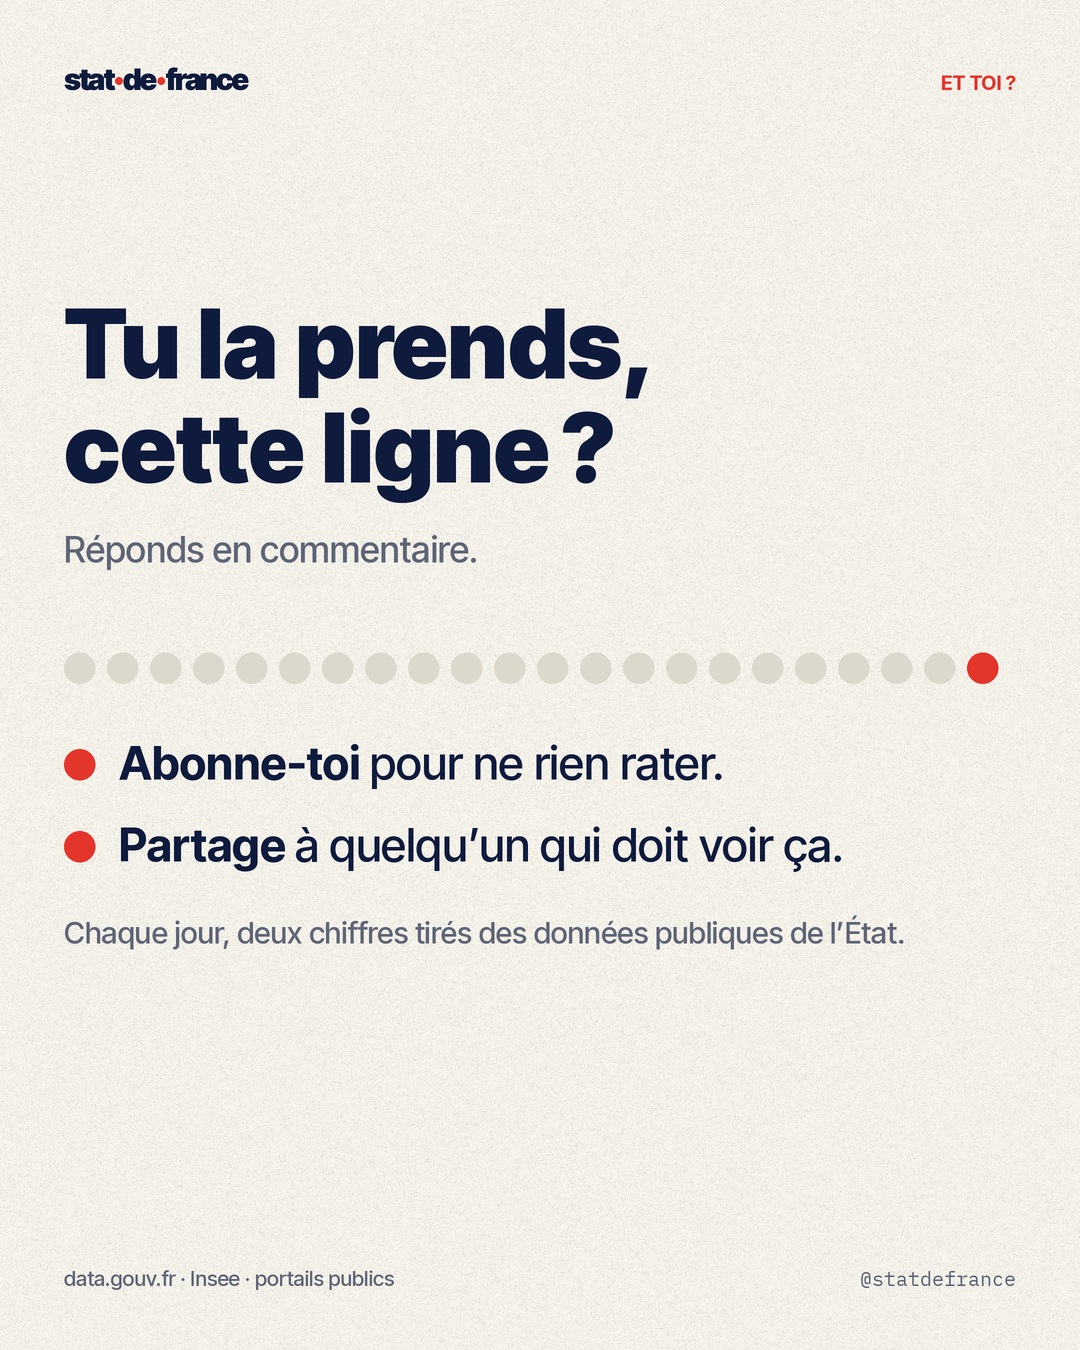 stat•de•france
ET TOI ?
Tu la prends,
cette ligne ?
Réponds en commentaire.
Abonne-toi pour ne rien rater.
Partage à quelqu’un qui doit voir ça.
Chaque jour, deux chiffres tirés des données publiques de l’État.
data.gouv.fr · Insee · portails publics
@statdefrance